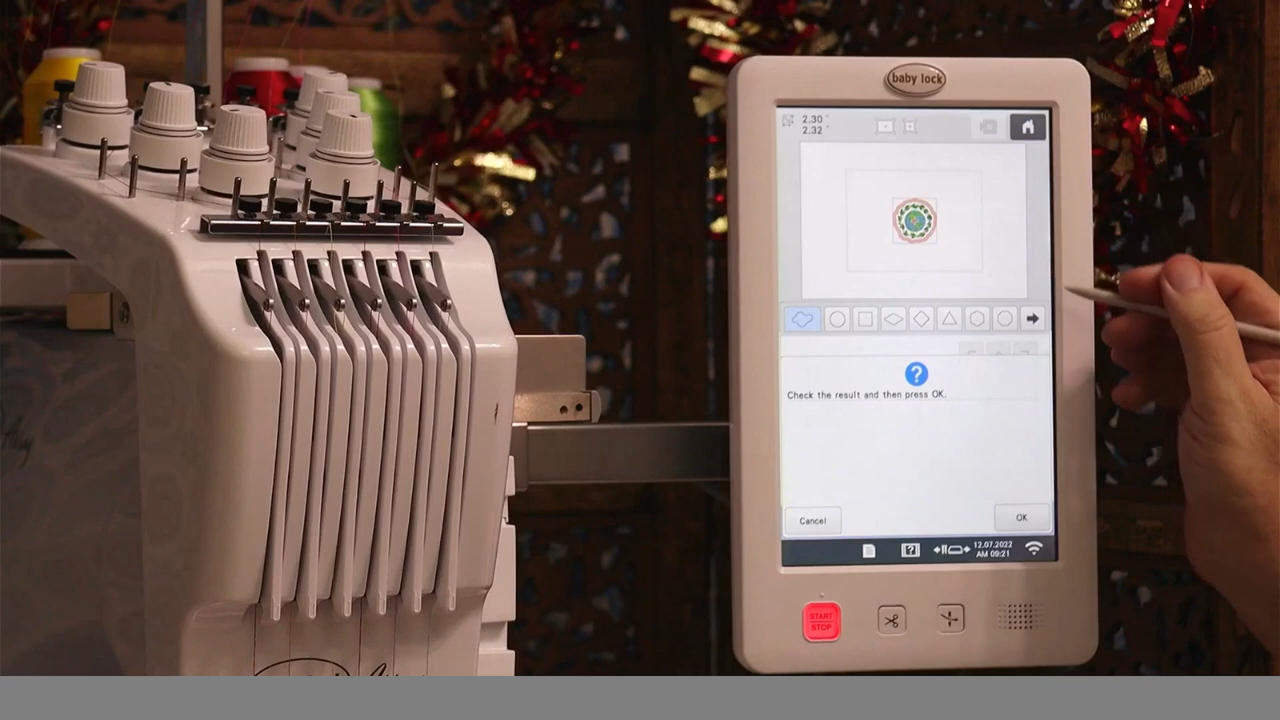 baby lock
2.30 "
2.32 "
Check the result and then press OK.
Cancel
OK
12.07.2022
AM 09:21
START
STOP